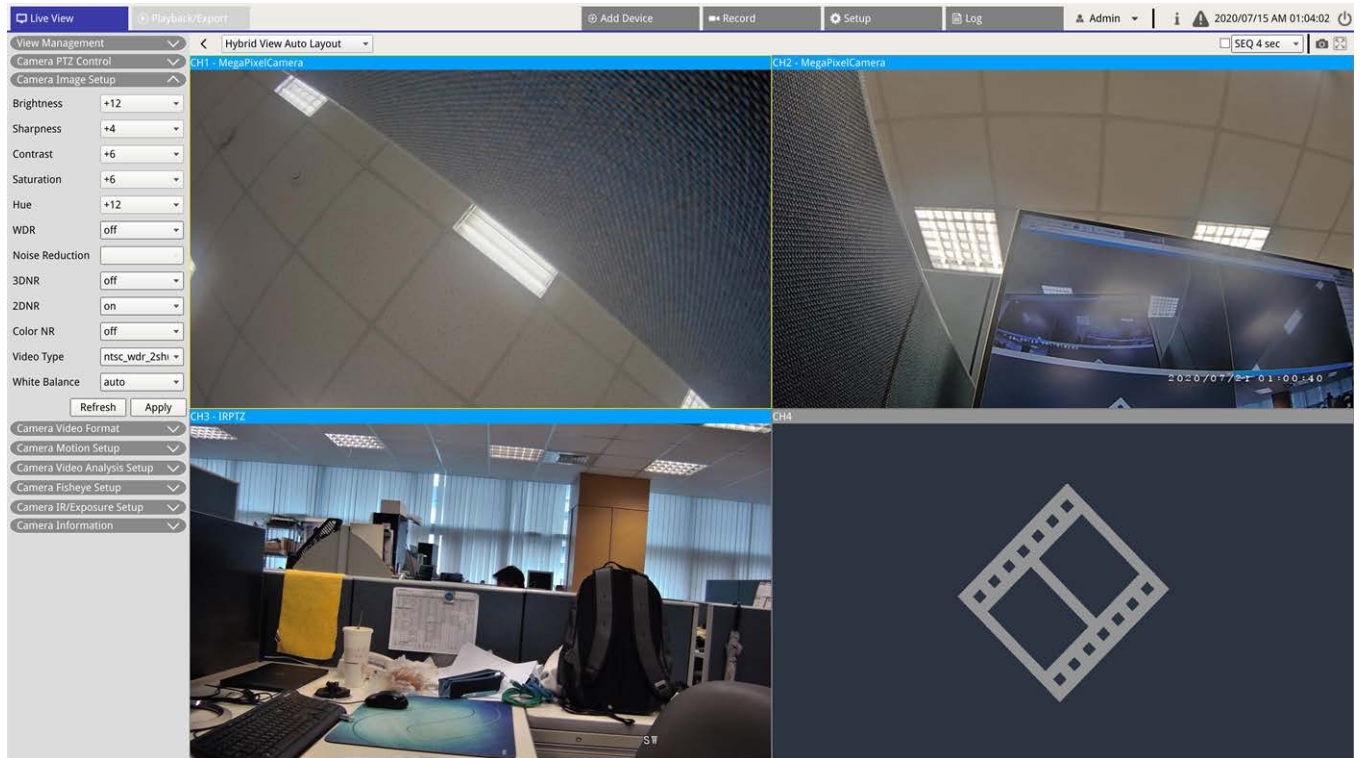 Live View
Playback/Export
Add Device
Record
Setup
Log
Admin
i
2020/07/15 AM 01:04:02
View Management
Hybrid View Auto Layout
SEQ 4 sec
Camera PTZ Control
CH1 - MegaPixelCamera
CH2 - MegaPixelCamera
Camera Image Setup
Brightness +12
Sharpness +4
Contrast +6
Saturation +6
Hue +12
WDR off
Noise Reduction
3DNR off
2DNR on
Color NR off
Video Type ntsc_wdr_2shu
White Balance auto
Refresh Apply
2020/07/21 01:00:40
CH3 - IRPTZ
CH4
Camera Video Format
Camera Motion Setup
Camera Video Analysis Setup
Camera Fisheye Setup
Camera IR/Exposure Setup
Camera Information
SW